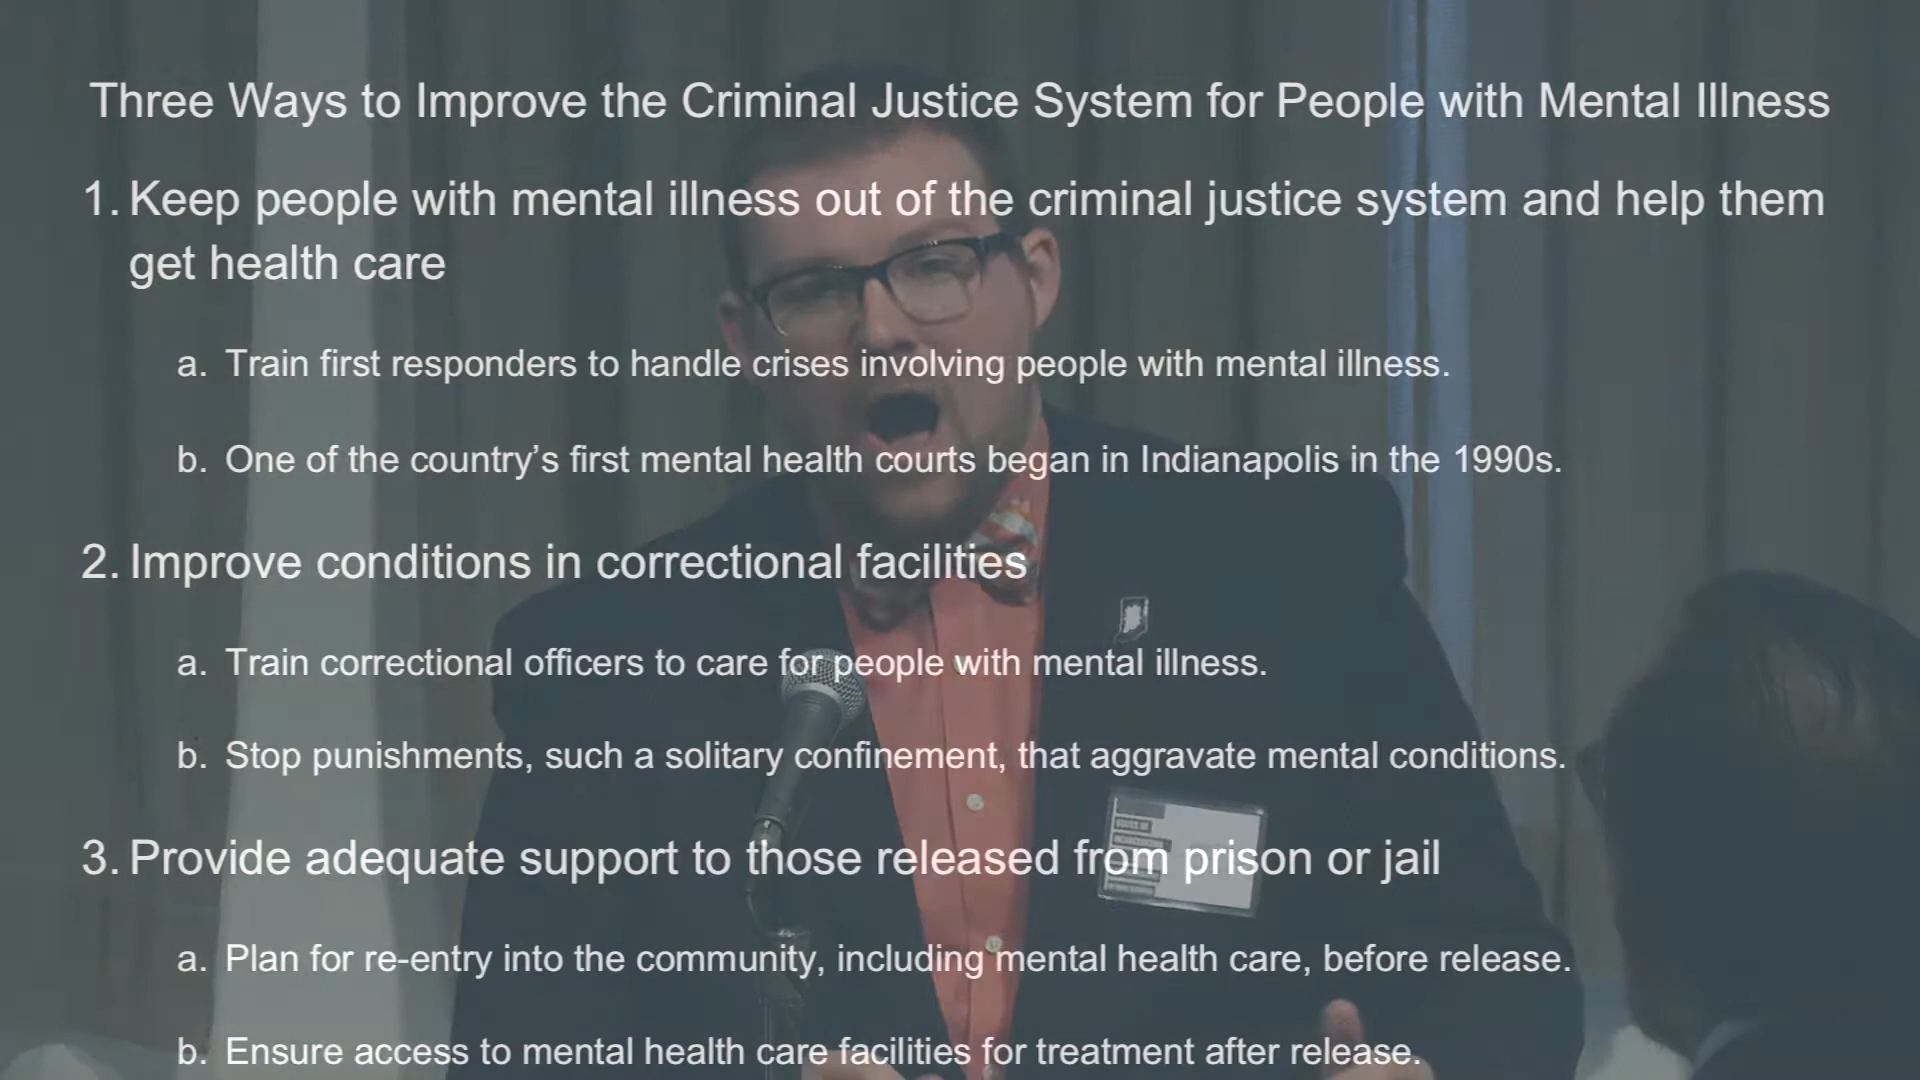 Three Ways to Improve the Criminal Justice System for People with Mental Illness
1. Keep people with mental illness out of the criminal justice system and help them
get health care
a. Train first responders to handle crises involving people with mental illness.
b. One of the country’s first mental health courts began in Indianapolis in the 1990s.
2. Improve conditions in correctional facilities
a. Train correctional officers to care for people with mental illness.
b. Stop punishments, such a solitary confinement, that aggravate mental conditions.
3. Provide adequate support to those released from prison or jail
a. Plan for re-entry into the community, including mental health care, before release.
b. Ensure access to mental health care facilities for treatment after release.